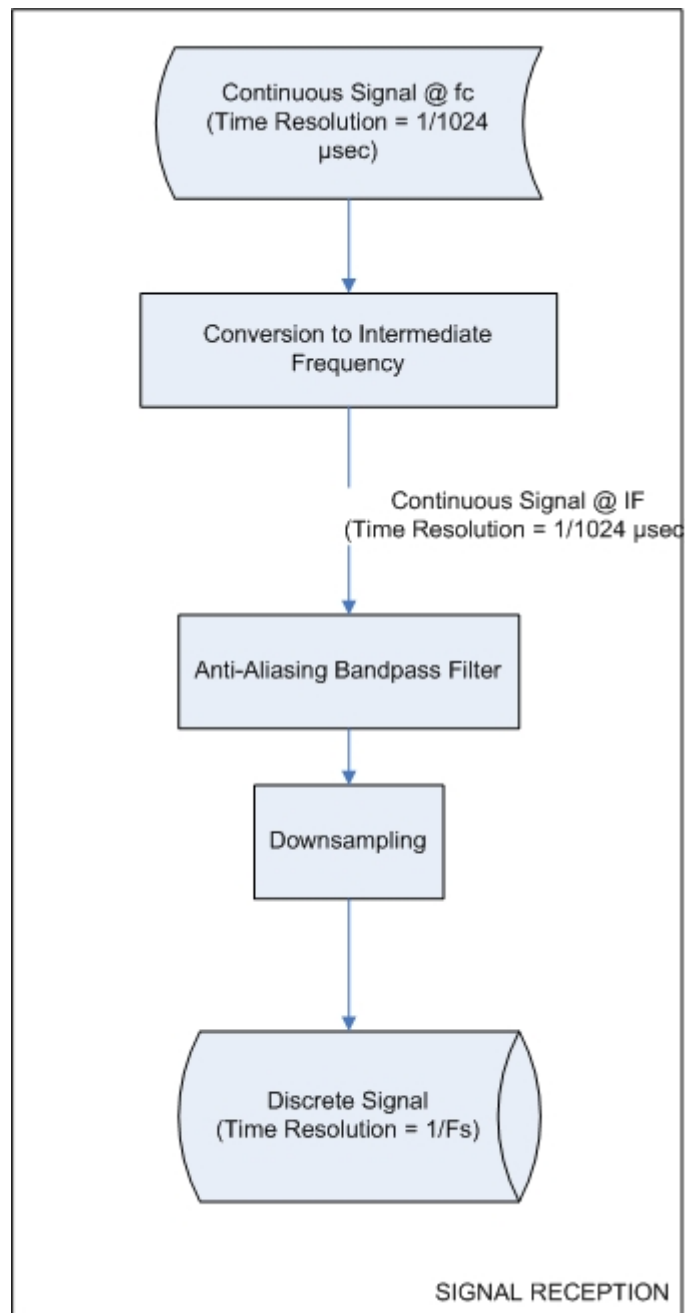 Continuous Signal @ fc
(Time Resolution = 1/1024
µsec)
Conversion to Intermediate
Frequency
Continuous Signal @ IF
(Time Resolution = 1/1024 µsec
Anti-Aliasing Bandpass Filter
Downsampling
Discrete Signal
(Time Resolution = 1/Fs)
SIGNAL RECEPTION